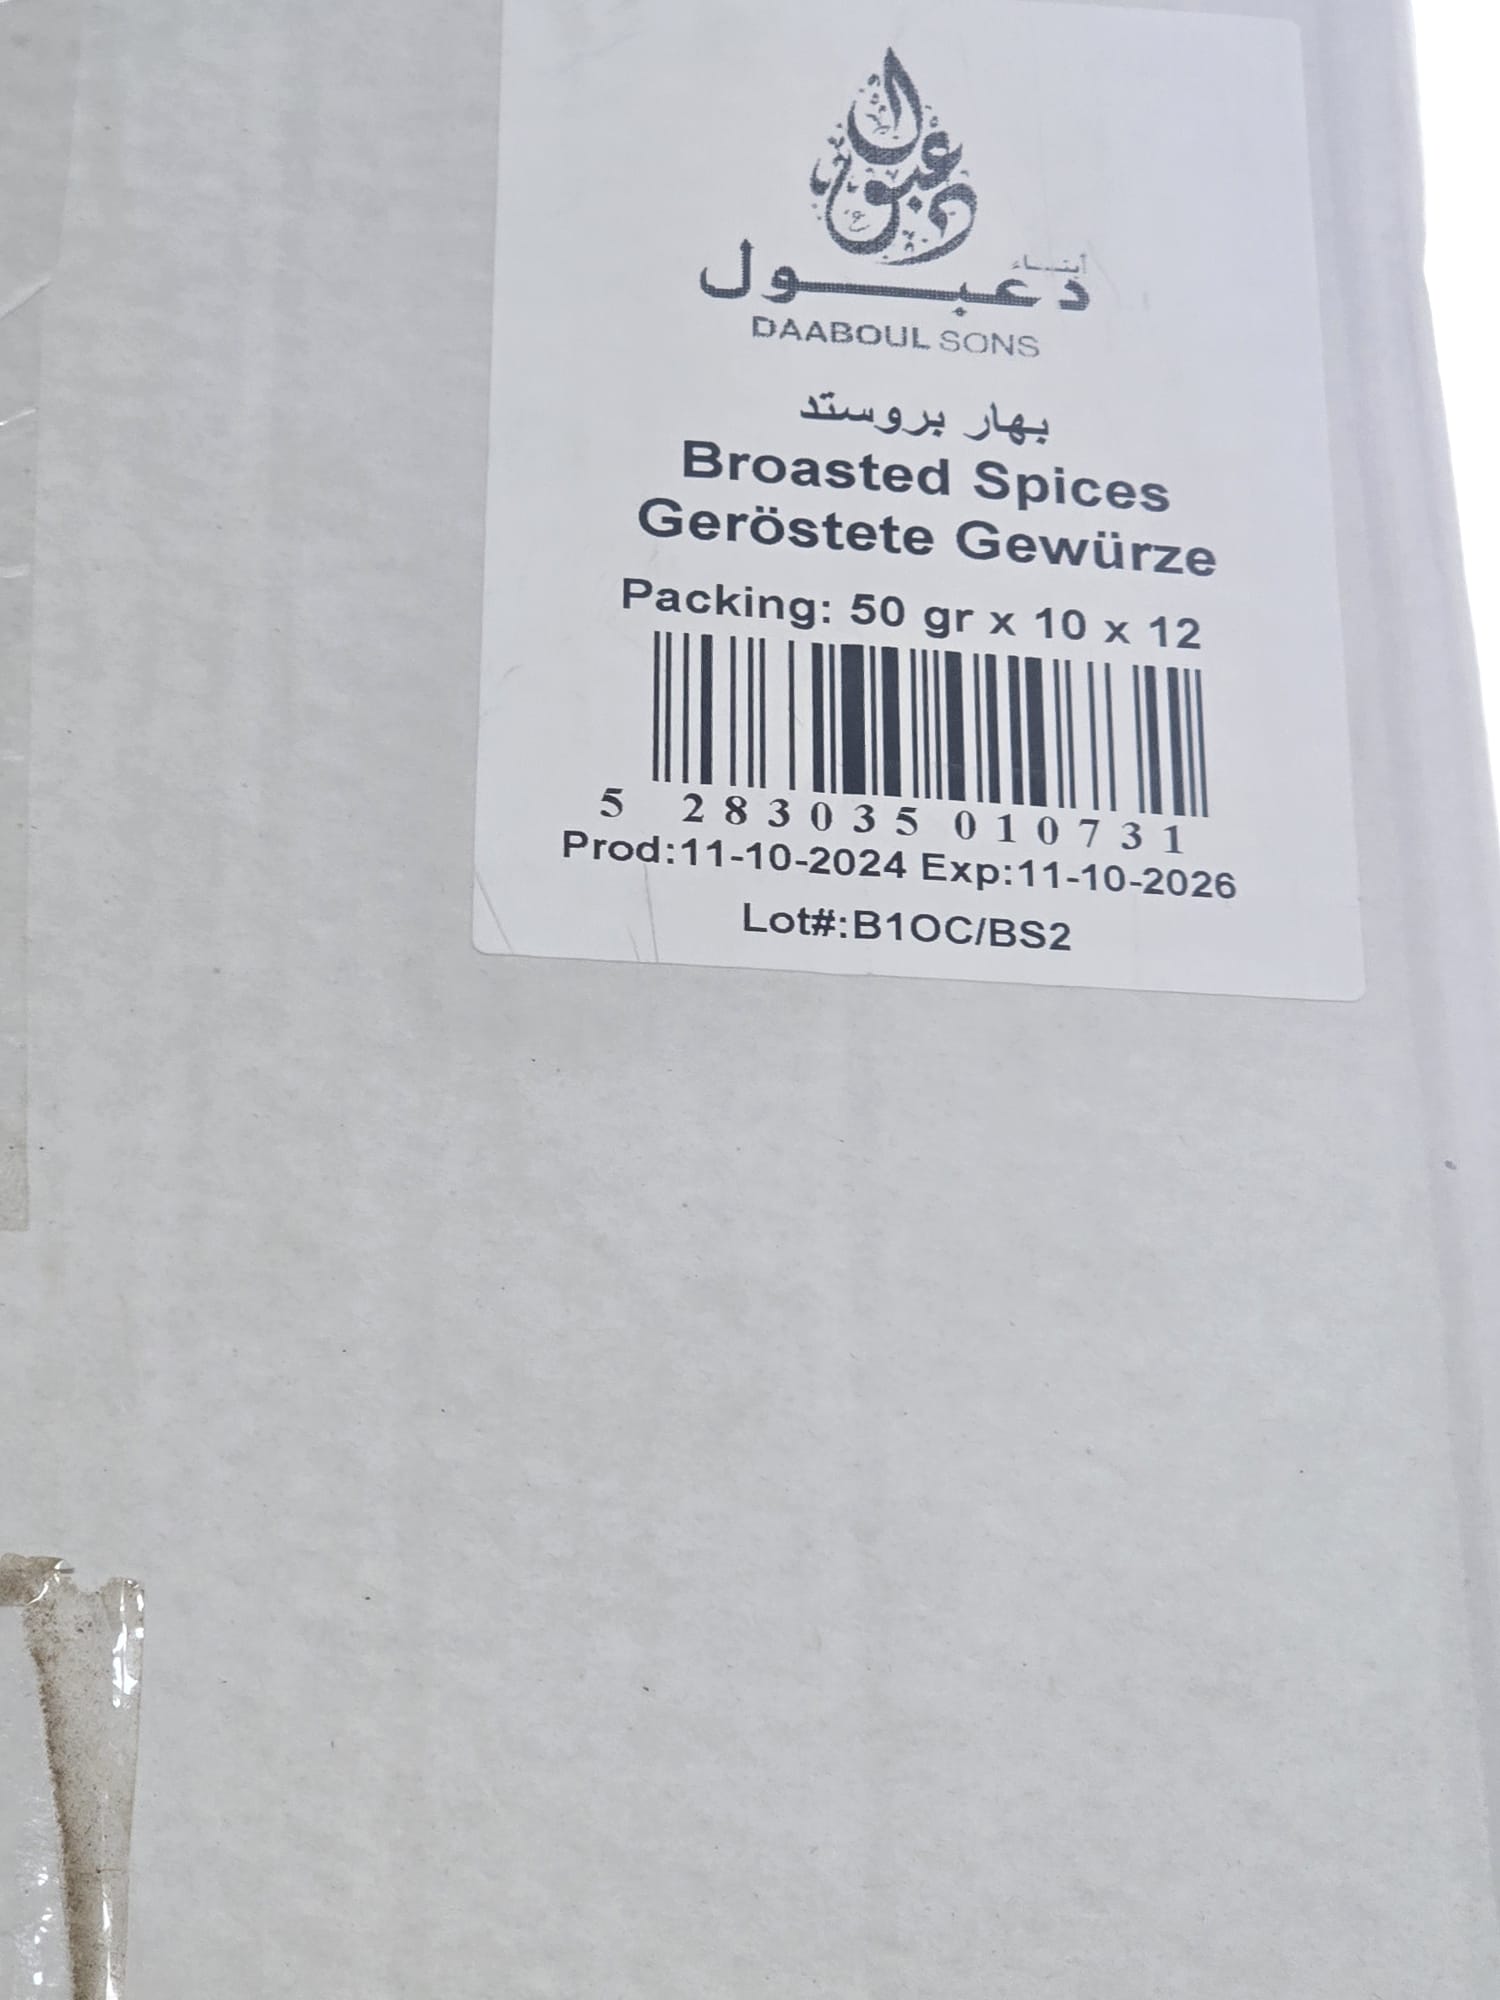 دعبول
أبناء
دعبول
DAABOUL SONS
بهار بروستد
Broasted Spices
Geröstete Gewürze
Packing: 50 gr x 10 x 12
5 283035 010731
Prod:11-10-2024 Exp:11-10-2026
Lot#:B1OC/BS2